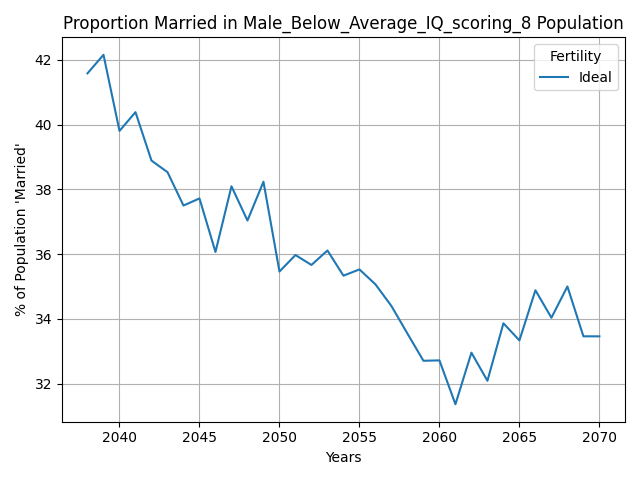 Proportion Married in Male_Below_Average_IQ_scoring_8 Population
Fertility
Ideal
% of Population 'Married'
42
40
38
36
34
32
2040
2045
2050
2055
2060
2065
2070
Years